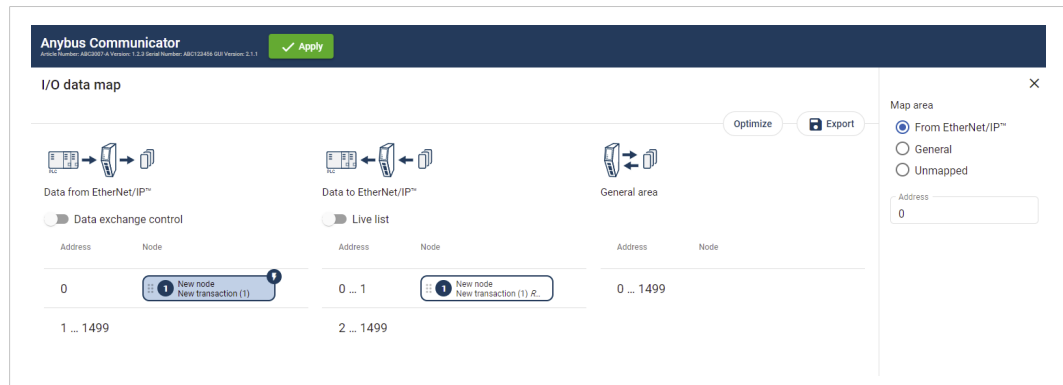 Anybus Communicator
Article Number: ABC3007-A Version: 1.2.3 Serial Number: ABC123456 GUI Version: 2.1.1
Apply
I/O data map
Optimize
Export
PLC
Data from EtherNet/IP™
Data exchange control
Address Node
0
1 New node
New transaction (1)
1 ... 1499
PLC
Data to EtherNet/IP™
Live list
Address Node
0 ... 1
1 New node
New transaction (1) R...
2 ... 1499
General area
Address Node
0 ... 1499
Map area
From EtherNet/IP™
General
Unmapped
Address
0